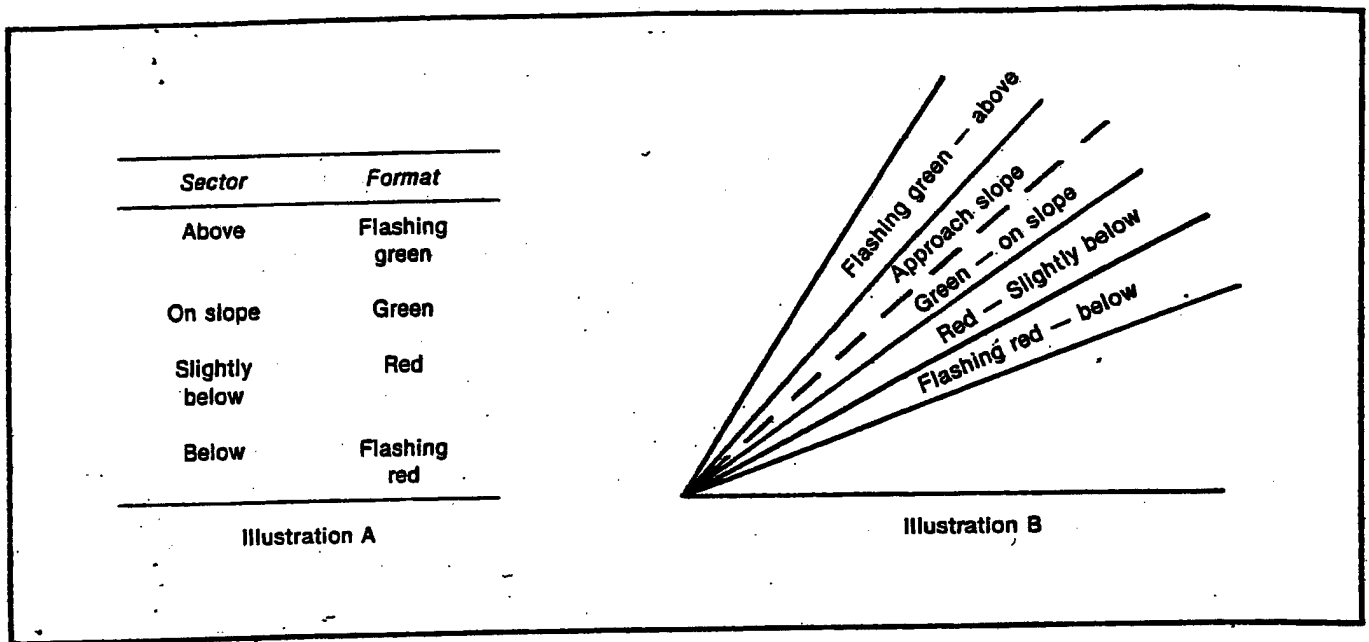 Sector Format
Above Flashing
green
On slope Green
Slightly Red
below
Below Flashing
red
Illustration A
Flashing green — above
Approach slope
Green — on slope
Red — Slightly below
Flashing red — below
Illustration B